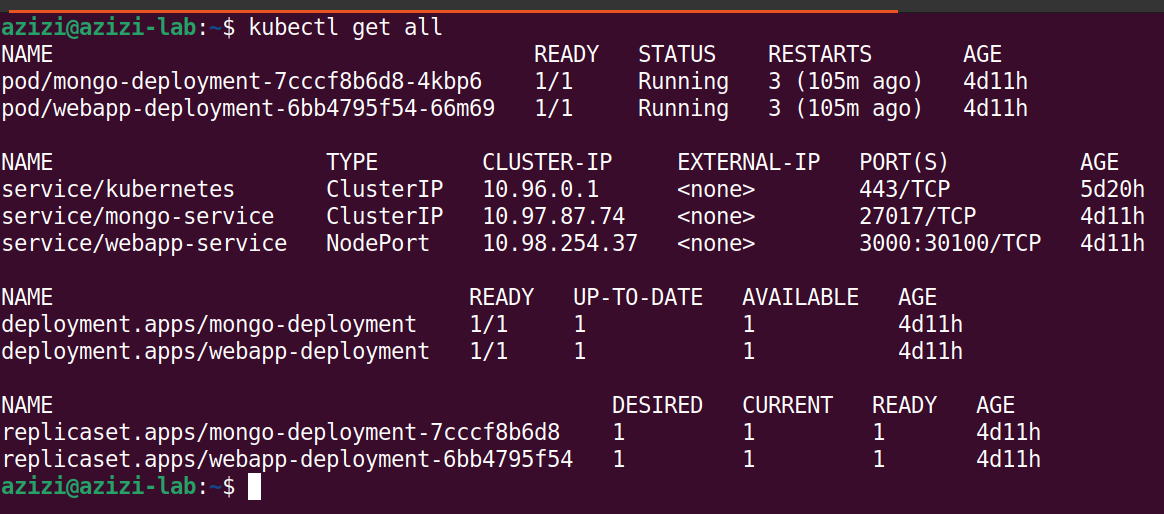 azizi@azizi-lab:~$ kubectl get all
NAME                                     READY   STATUS    RESTARTS       AGE
pod/mongo-deployment-7cccf8b6d8-4kbp6    1/1     Running   3 (105m ago)   4d11h
pod/webapp-deployment-6bb4795f54-66m69   1/1     Running   3 (105m ago)   4d11h

NAME                     TYPE        CLUSTER-IP     EXTERNAL-IP   PORT(S)          AGE
service/kubernetes       ClusterIP   10.96.0.1      <none>        443/TCP          5d20h
service/mongo-service    ClusterIP   10.97.87.74    <none>        27017/TCP        4d11h
service/webapp-service   NodePort    10.98.254.37   <none>        3000:30100/TCP   4d11h

NAME                                READY   UP-TO-DATE   AVAILABLE   AGE
deployment.apps/mongo-deployment    1/1     1            1           4d11h
deployment.apps/webapp-deployment   1/1     1            1           4d11h

NAME                                           DESIRED   CURRENT   READY   AGE
replicaset.apps/mongo-deployment-7cccf8b6d8    1         1         1       4d11h
replicaset.apps/webapp-deployment-6bb4795f54   1         1         1       4d11h
azizi@azizi-lab:~$